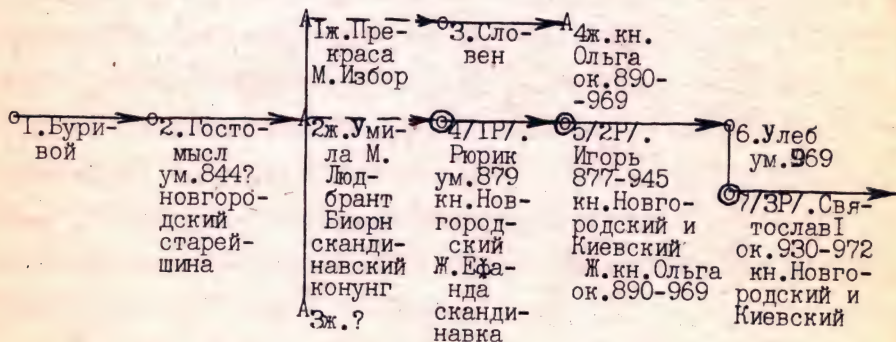 1.Бури-
вой
2.Госто-
мысл
ум.844?
новгоро-
дский
старей-
шина
1ж.Пре-
краса
М.Избор
3.Сло-
вен
4ж.кн.
Ольга
ок.890-
-969
2ж.Уми-
ла М.
Люд-
брант
Биорн
сканди-
навский
конунг
3ж.?
4/1Р/.
Рюрик
ум.879
кн.Нов-
город-
ский
Ж.Ефа-
нда
сканди-
навка
5/2Р/.
Игорь
877-945
кн.Новго-
родский и
Киевский
Ж.кн.Ольга
ок.890-969
6.Улеб
ум.969
7/3Р/.Свя-
тославI
ок.930-972
кн.Новго-
родский и
Киевский